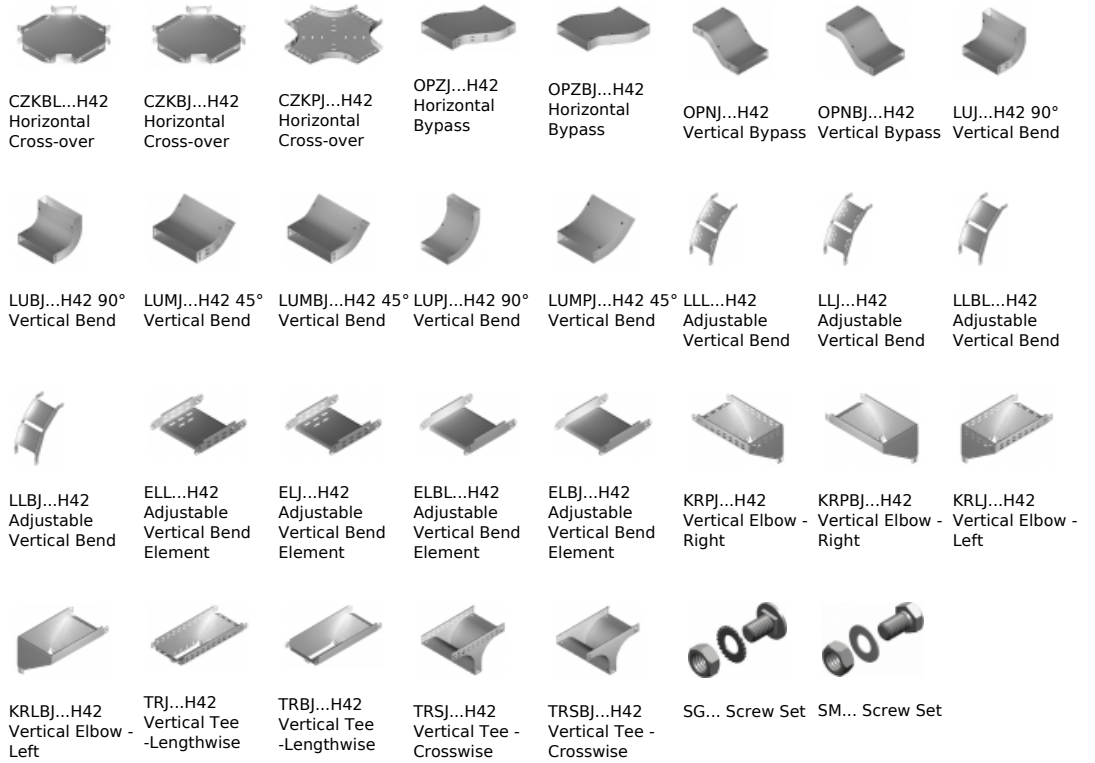 CZKBL...H42
Horizontal
Cross-over
CZKBJ...H42
Horizontal
Cross-over
CZKPJ...H42
Horizontal
Cross-over
OPZJ...H42
Horizontal
Bypass
OPZBJ...H42
Horizontal
Bypass
OPNJ...H42
Vertical Bypass
OPNBJ...H42
Vertical Bypass
LUJ...H42 90°
Vertical Bend
LUBJ...H42 90°
Vertical Bend
LUMJ...H42 45°
Vertical Bend
LUMBJ...H42 45°
Vertical Bend
LUPJ...H42 90°
Vertical Bend
LUMPJ...H42 45°
Vertical Bend
LLL...H42
Adjustable
Vertical Bend
LLJ...H42
Adjustable
Vertical Bend
LLBL...H42
Adjustable
Vertical Bend
LLBJ...H42
Adjustable
Vertical Bend
ELL...H42
Adjustable
Vertical Bend
Element
ELJ...H42
Adjustable
Vertical Bend
Element
ELBL...H42
Adjustable
Vertical Bend
Element
ELBJ...H42
Adjustable
Vertical Bend
Element
KRPJ...H42
Vertical Elbow -
Right
KRPBJ...H42
Vertical Elbow -
Right
KRLJ...H42
Vertical Elbow -
Left
KRLBJ...H42
Vertical Elbow -
Left
TRJ...H42
Vertical Tee
-Lengthwise
TRBJ...H42
Vertical Tee
-Lengthwise
TRSJ...H42
Vertical Tee -
Crosswise
TRSBJ...H42
Vertical Tee -
Crosswise
SG... Screw Set
SM... Screw Set